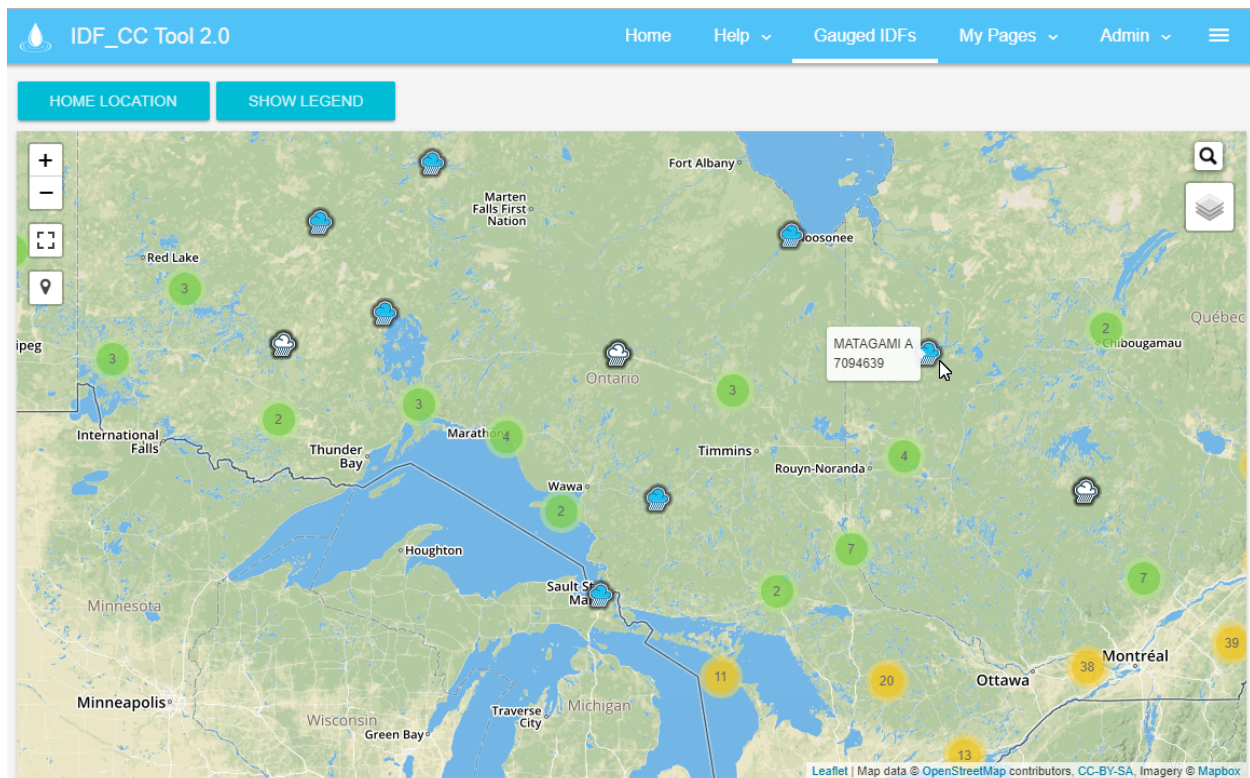 IDF_CC Tool 2.0
Home
Help
Gauged IDFs
My Pages
Admin
HOME LOCATION
SHOW LEGEND
+
−
Fort Albany
Marten
Falls First
Nation
oosonee
Red Lake
3
Québec
ipeg
2
Chibougamau
MATAGAMI A
7094639
3
Ontario
3
3
2
Marathon
4
International
Falls
Thunder
Bay
Timmins
4
Rouyn-Noranda
Wawa
2
Houghton
7
7
Sault St
Ma
2
Minnesota
39
Montréal
38
11
20
Ottawa
Minneapolis
Michigan
Traverse
City
Wisconsin
Green Bay
13
Leaflet | Map data © OpenStreetMap contributors, CC-BY-SA, Imagery © Mapbox